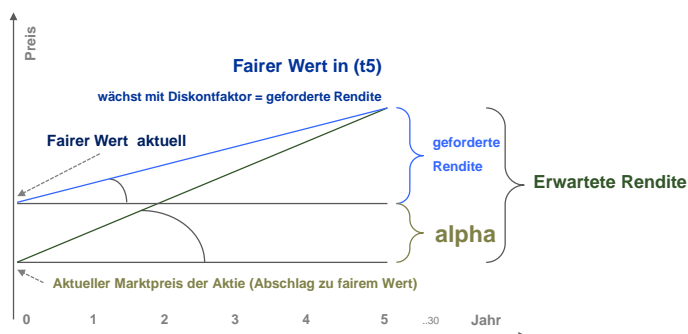 Preis
Fairer Wert in (t5)
wächst mit Diskontfaktor = geforderte Rendite
Fairer Wert aktuell
geforderte
Rendite
Erwartete Rendite
alpha
Aktueller Marktpreis der Aktie (Abschlag zu fairem Wert)
0 1 2 3 4 5 ..30 Jahr